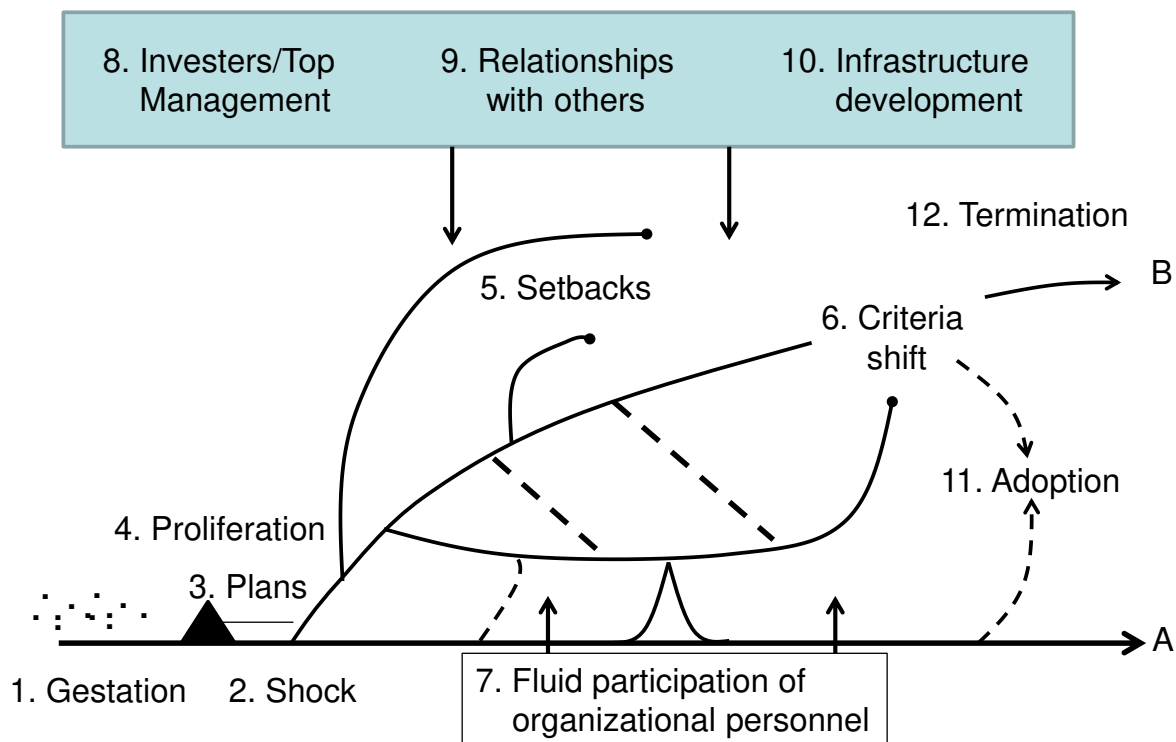 8. Investers/Top
Management
9. Relationships
with others
10. Infrastructure
development
12. Termination
B
5. Setbacks
6. Criteria
shift
11. Adoption
4. Proliferation
3. Plans
A
1. Gestation
2. Shock
7. Fluid participation of
organizational personnel